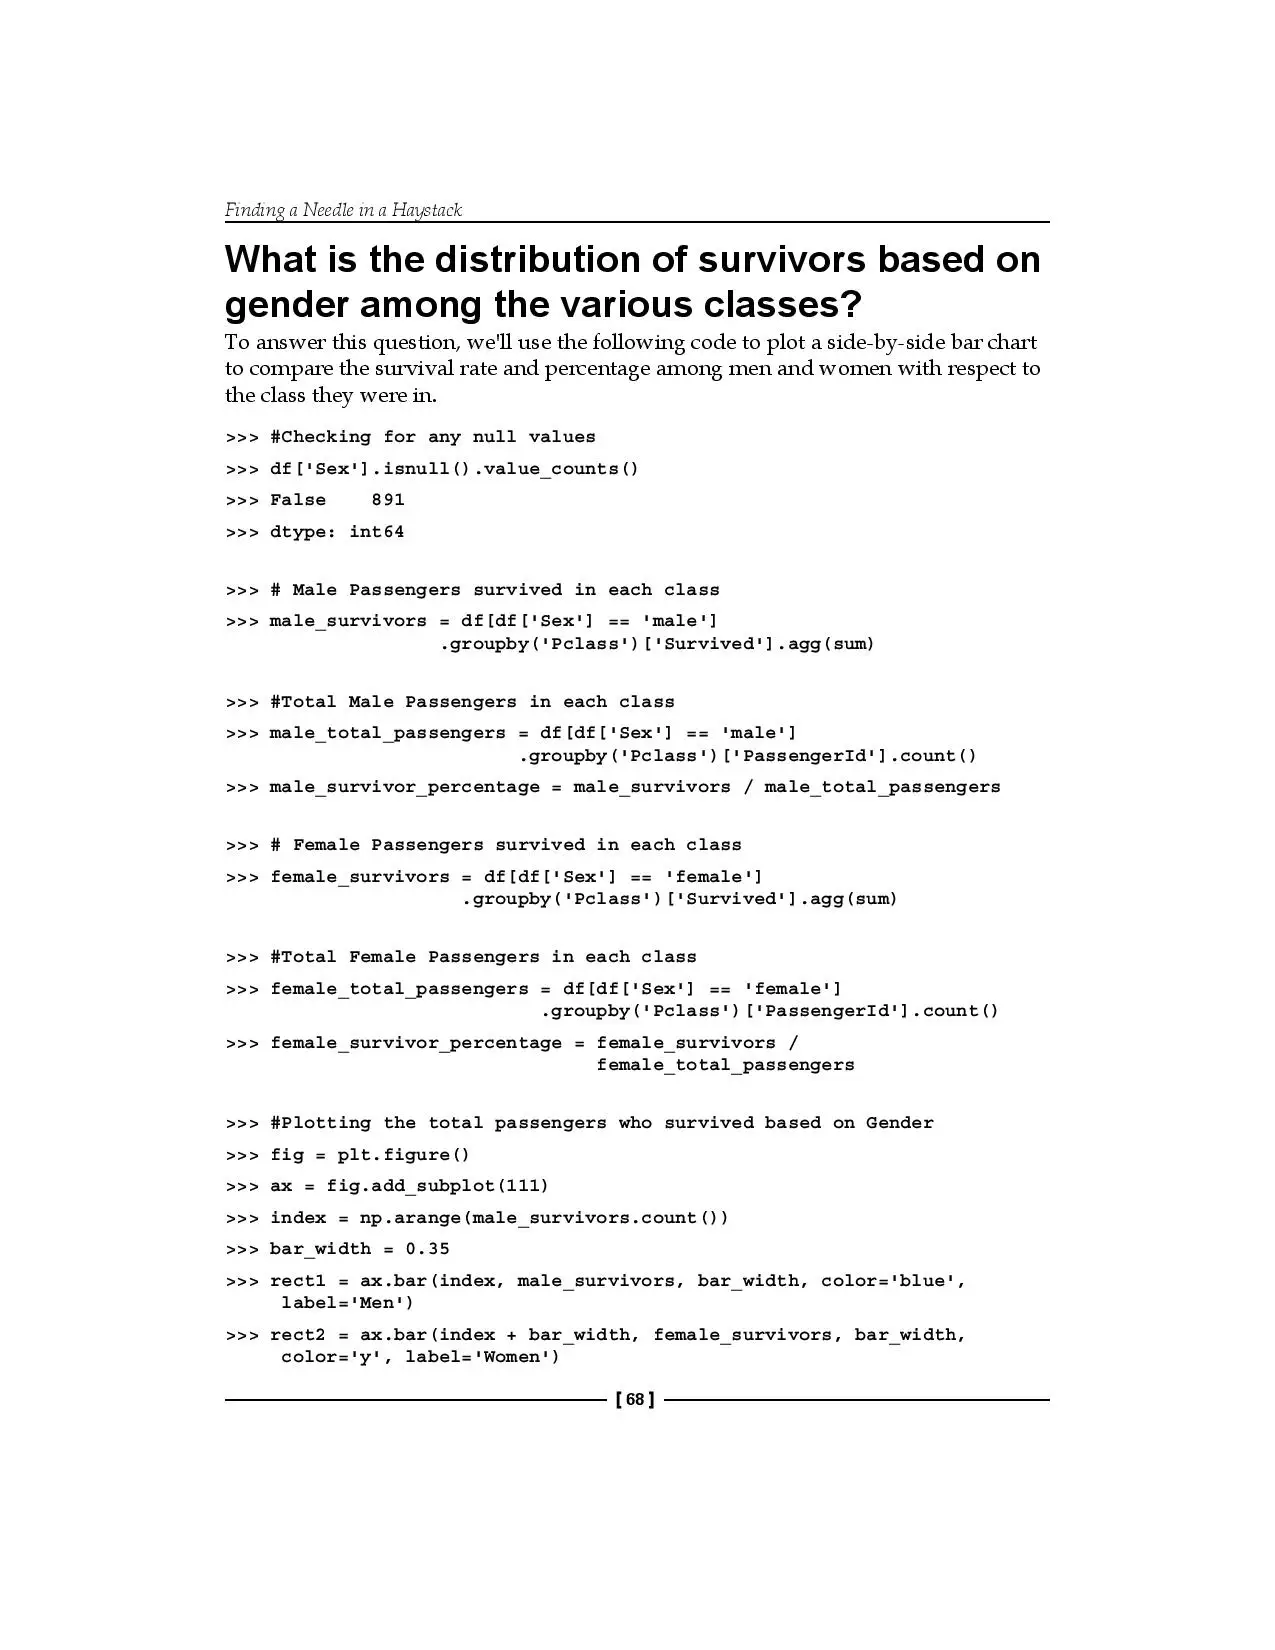 Finding a Needle in a Haystack
What is the distribution of survivors based on
gender among the various classes?
To answer this question, we'll use the following code to plot a side-by-side bar chart
to compare the survival rate and percentage among men and women with respect to
the class they were in.
>>> #Checking for any null values
>>> df['Sex'].isnull().value_counts()
>>> False    891
>>> dtype: int64
>>> # Male Passengers survived in each class
>>> male_survivors = df[df['Sex'] == 'male']
.groupby('Pclass')['Survived'].agg(sum)
>>> #Total Male Passengers in each class
>>> male_total_passengers = df[df['Sex'] == 'male']
.groupby('Pclass')['PassengerId'].count()
>>> male_survivor_percentage = male_survivors / male_total_passengers
>>> # Female Passengers survived in each class
>>> female_survivors = df[df['Sex'] == 'female']
.groupby('Pclass')['Survived'].agg(sum)
>>> #Total Female Passengers in each class
>>> female_total_passengers = df[df['Sex'] == 'female']
.groupby('Pclass')['PassengerId'].count()
>>> female_survivor_percentage = female_survivors /
female_total_passengers
>>> #Plotting the total passengers who survived based on Gender
>>> fig = plt.figure()
>>> ax = fig.add_subplot(111)
>>> index = np.arange(male_survivors.count())
>>> bar_width = 0.35
>>> rect1 = ax.bar(index, male_survivors, bar_width, color='blue',
label='Men')
>>> rect2 = ax.bar(index + bar_width, female_survivors, bar_width,
color='y', label='Women')
[ 68 ]